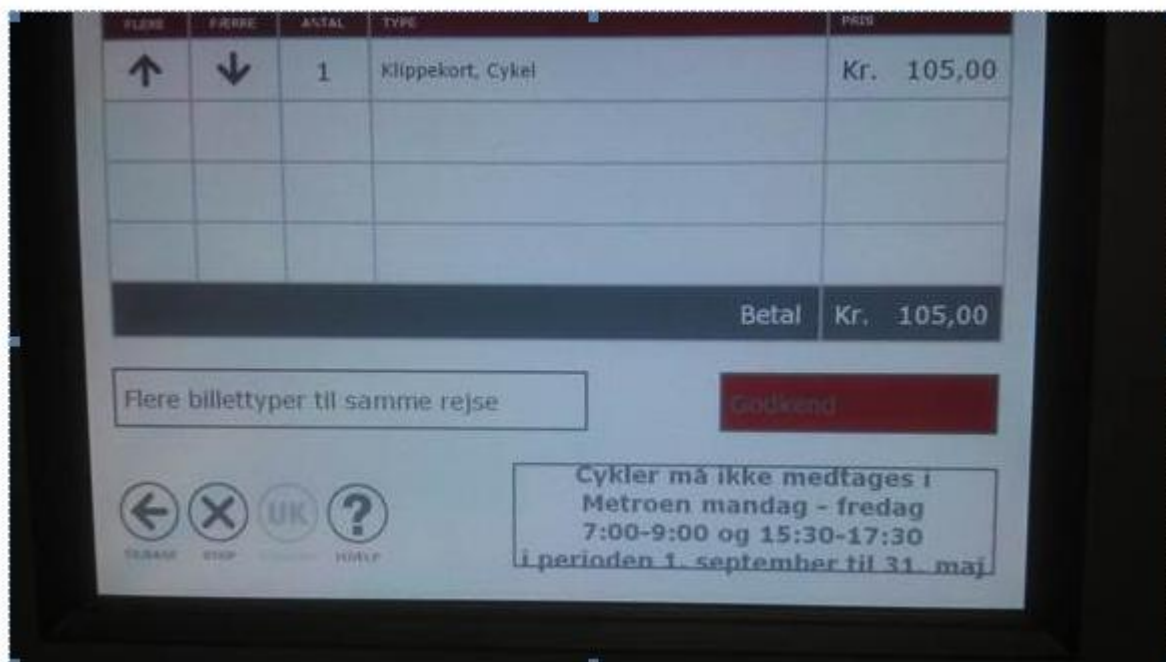 FLERE FÆRRE ANTAL TYPE PRIS
1 Klippekort, Cykel Kr. 105,00
Betal Kr. 105,00
Flere billettyper til samme rejse Godkend
Cykler må ikke medtages i
Metroen mandag - fredag
7:00-9:00 og 15:30-17:30
i perioden 1. september til 31. maj
UK ?
TILBAGE STOP HJÆLP